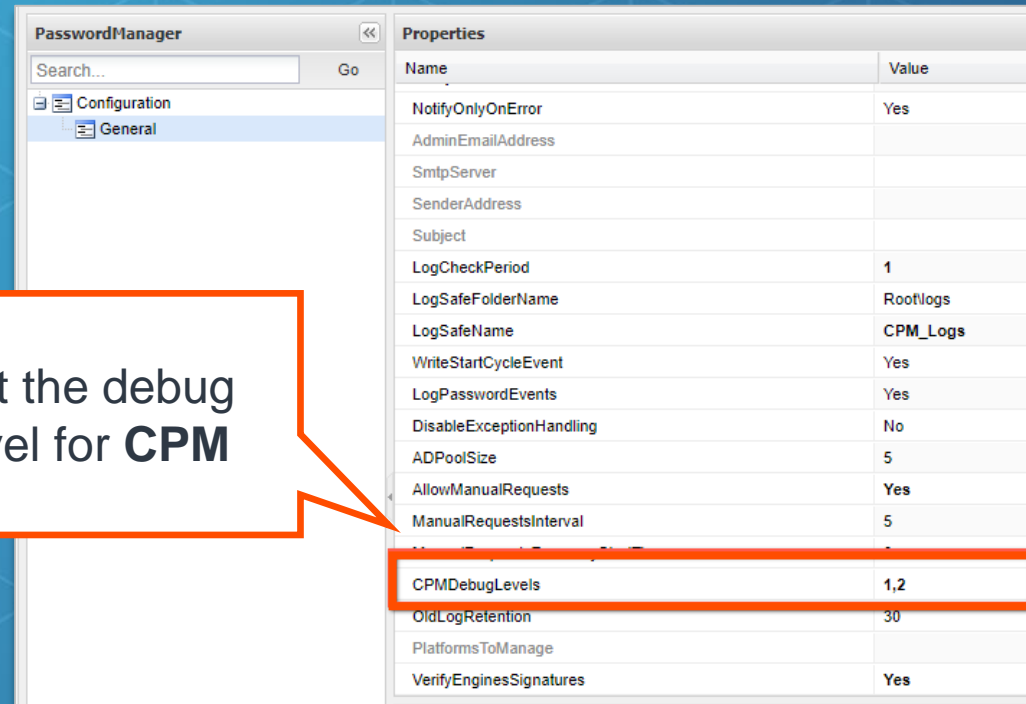 PasswordManager
Search...
Go
Configuration
General
Properties
Name Value
NotifyOnlyOnError Yes
AdminEmailAddress
SmtpServer
SenderAddress
Subject
LogCheckPeriod 1
LogSafeFolderName Root\logs
LogSafeName CPM_Logs
WriteStartCycleEvent Yes
LogPasswordEvents Yes
DisableExceptionHandling No
ADPoolSize 5
AllowManualRequests Yes
ManualRequestsInterval 5
CPMDebugLevels 1,2
OldLogRetention 30
PlatformsToManage
VerifyEnginesSignatures Yes
the debug
for CPM